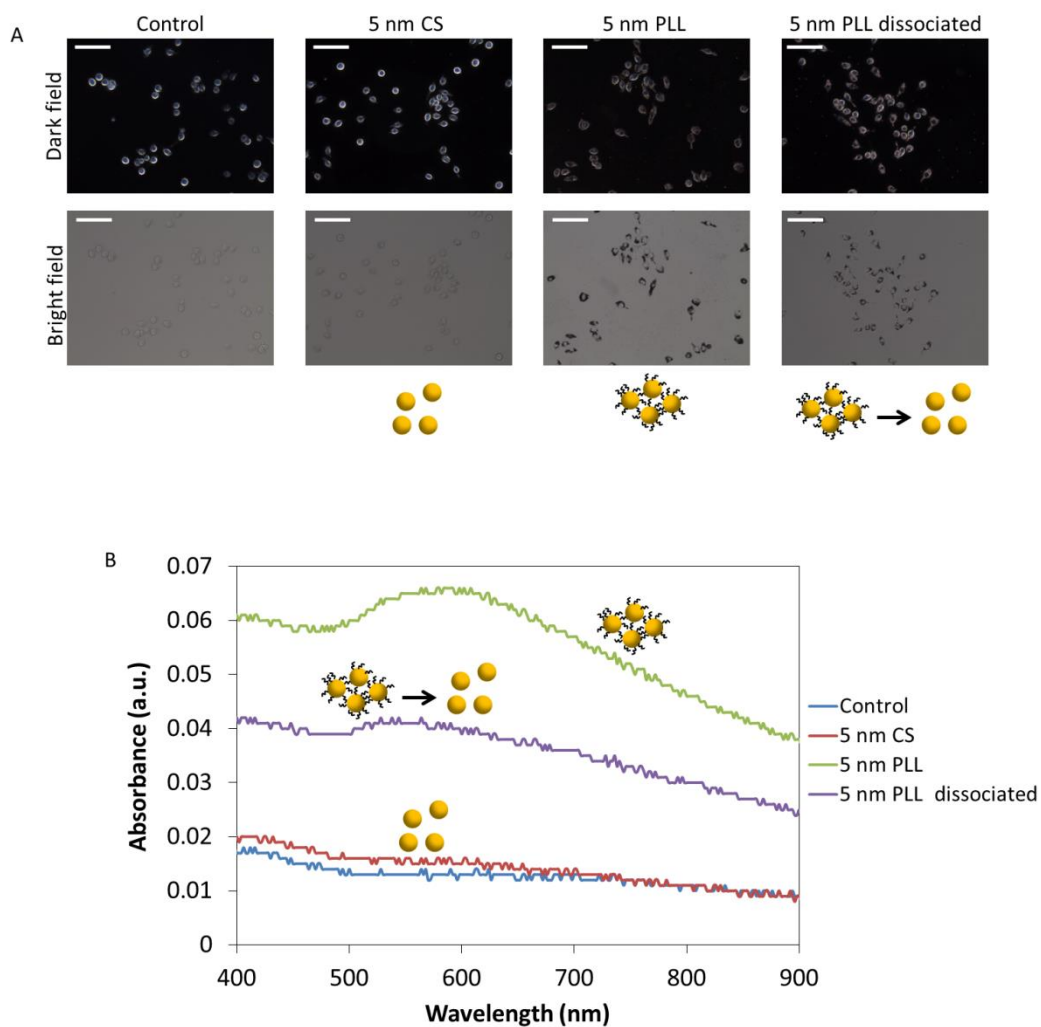 A
Control
5 nm CS
5 nm PLL
5 nm PLL dissociated
Dark field
Bright field
B
0.07
0.06
0.05
0.04
0.03
0.02
0.01
0
Absorbance (a.u.)
400
500
600
700
800
900
Wavelength (nm)
Control
5 nm CS
5 nm PLL
5 nm PLL dissociated